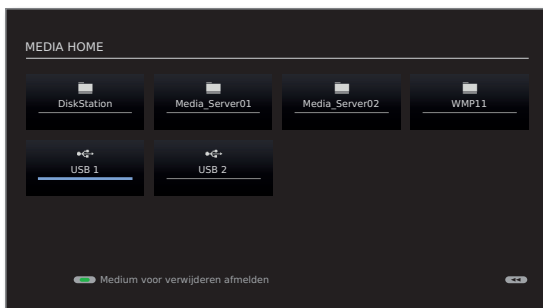 MEDIA HOME
DiskStation
Media_Server01
Media_Server02
WMP11
USB 1
USB 2
Medium voor verwijderen afmelden